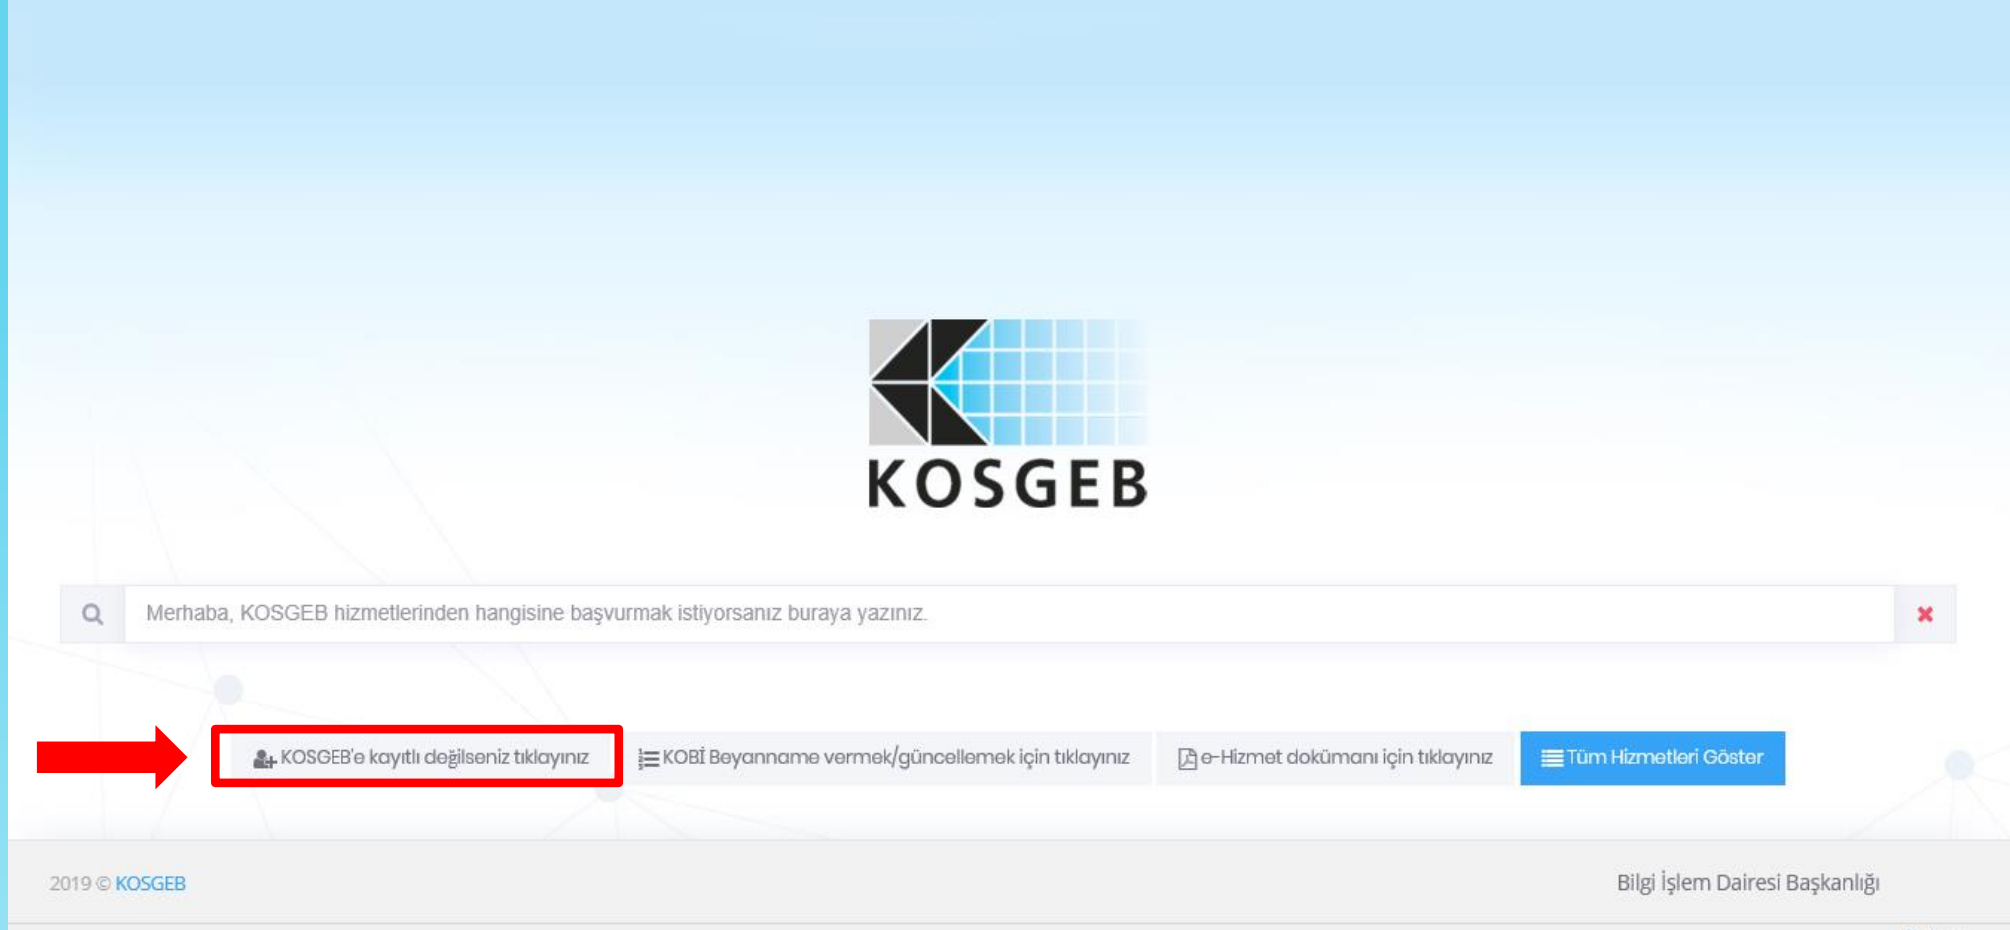 KOSGEB
Merhaba, KOSGEB hizmetlerinden hangisine başvurmak istiyorsanız buraya yazınız.
KOSGEB'e kayıtlı değilseniz tıklayınız
KOBİ Beyanname vermek/güncellemek için tıklayınız
e-Hizmet dokümanı için tıklayınız
Tüm Hizmetleri Göster
2019 © KOSGEB
Bilgi İşlem Dairesi Başkanlığı